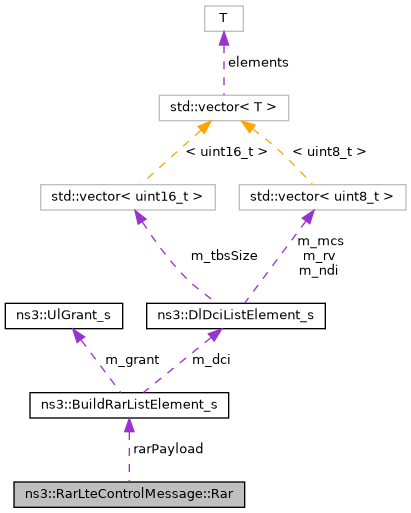 T
elements
std::vector< T >
< uint16_t >
< uint8_t >
std::vector< uint16_t >
std::vector< uint8_t >
m_tbsSize
m_mcs
m_rv
m_ndi
ns3::UlGrant_s
ns3::DlDciListElement_s
m_grant
m_dci
ns3::BuildRarListElement_s
rarPayload
ns3::RarLteControlMessage::Rar